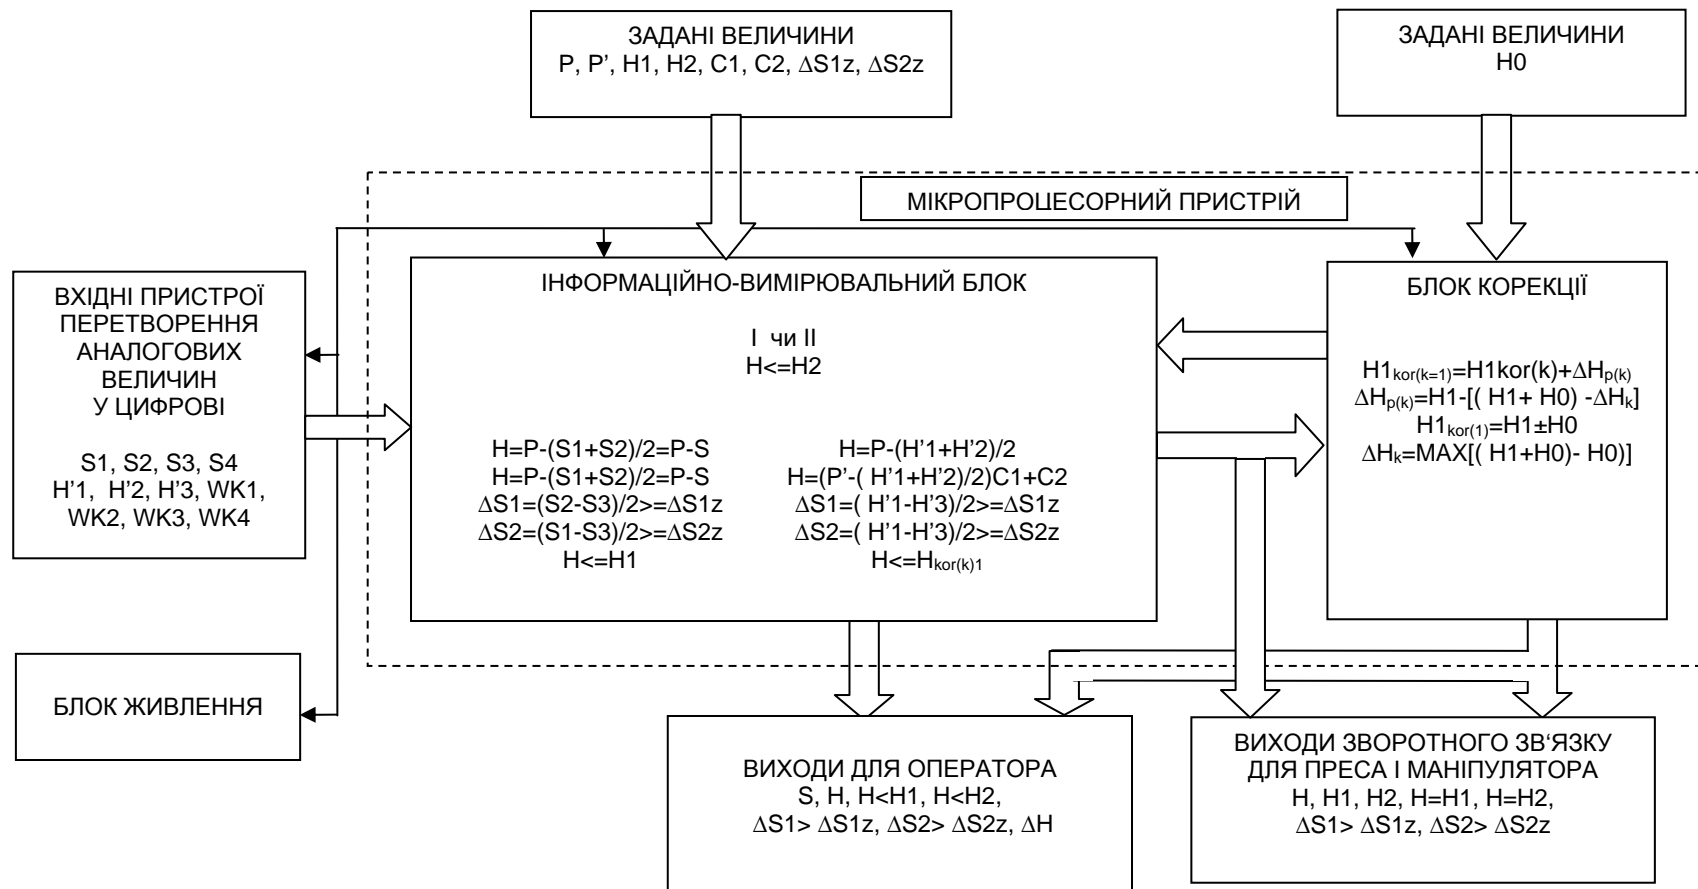 ЗАДАНІ ВЕЛИЧИНИ
P, P’, H1, H2, C1, C2, ΔS1z, ΔS2z
ЗАДАНІ ВЕЛИЧИНИ
H0
МІКРОПРОЦЕСОРНИЙ ПРИСТРІЙ
ВХІДНІ ПРИСТРОЇ
ПЕРЕТВОРЕННЯ
АНАЛОГОВИХ
ВЕЛИЧИН
У ЦИФРОВІ
S1, S2, S3, S4
H'1, H'2, H'3, WK1,
WK2, WK3, WK4
ІНФОРМАЦІЙНО-ВИМІРЮВАЛЬНИЙ БЛОК
I чи II
H<=H2
H=P-(S1+S2)/2=P-S
H=P-(S1+S2)/2=P-S
ΔS1=(S2-S3)/2>=ΔS1z
ΔS2=(S1-S3)/2>=ΔS2z
H<=H1
H=P-(H'1+H'2)/2
H=(P'-( H'1+H'2)/2)C1+C2
ΔS1=( H'1-H'3)/2>=ΔS1z
ΔS2=( H'1-H'3)/2>=ΔS2z
H<=Hkor(k)1
БЛОК КОРЕКЦІЇ
H1kor(k=1)=H1kor(k)+ΔHp(k)
ΔHp(k)=H1-[( H1+ H0) -ΔHk]
H1kor(1)=H1±H0
ΔHk=MAX[( H1+H0)- H0)]
БЛОК ЖИВЛЕННЯ
ВИХОДИ ДЛЯ ОПЕРАТОРА
S, H, H<H1, H<H2,
ΔS1> ΔS1z, ΔS2> ΔS2z, ΔH
ВИХОДИ ЗВОРОТНОГО ЗВ‘ЯЗКУ
ДЛЯ ПРЕСА І МАНІПУЛЯТОРА
H, H1, H2, H=H1, H=H2,
ΔS1> ΔS1z, ΔS2> ΔS2z